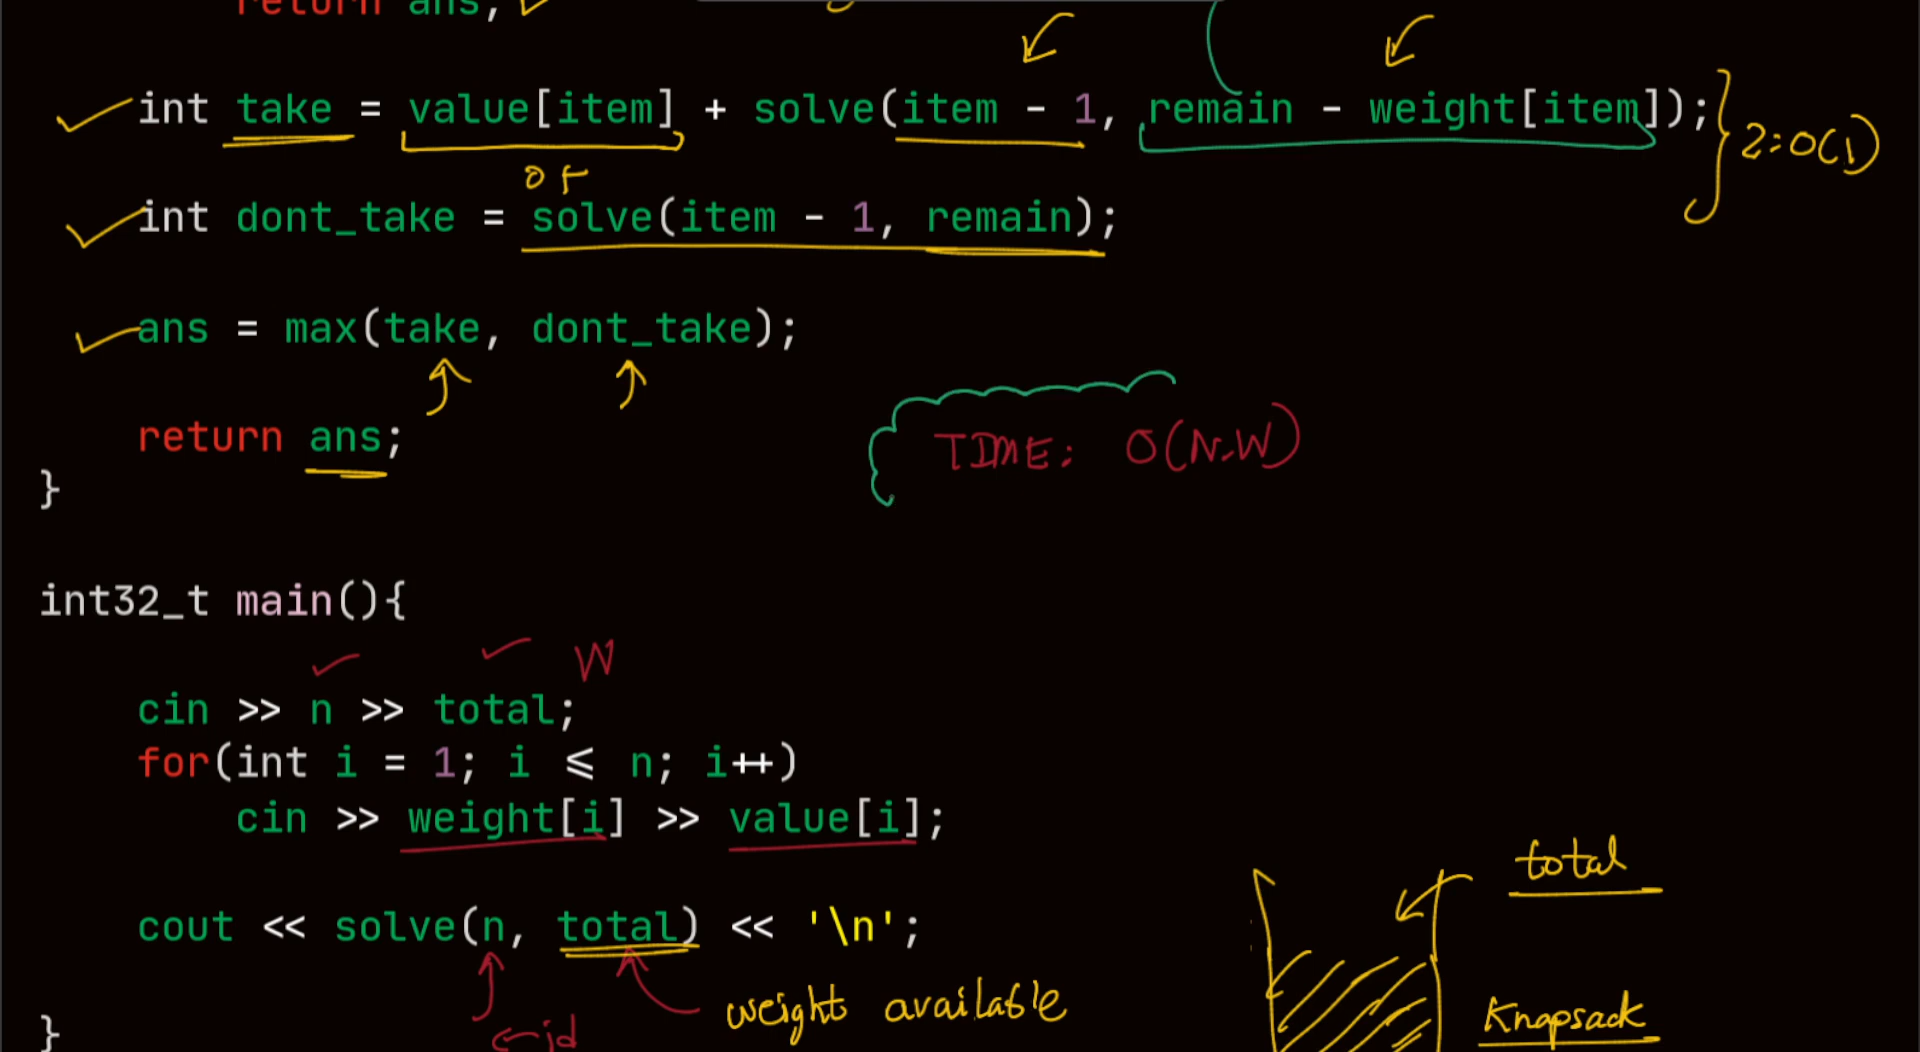 return ans;
int take = value[item] + solve(item - 1, remain - weight[item]);
2:O(1)
or
int dont_take = solve(item - 1, remain);
ans = max(take, dont_take);
return ans;
TIME: O(N.W)
}
int32_t main(){
W
cin >> n >> total;
for(int i = 1; i <= n; i++)
cin >> weight[i] >> value[i];
total
cout << solve(n, total) << '\n';
weight available
Knapsack
id
}